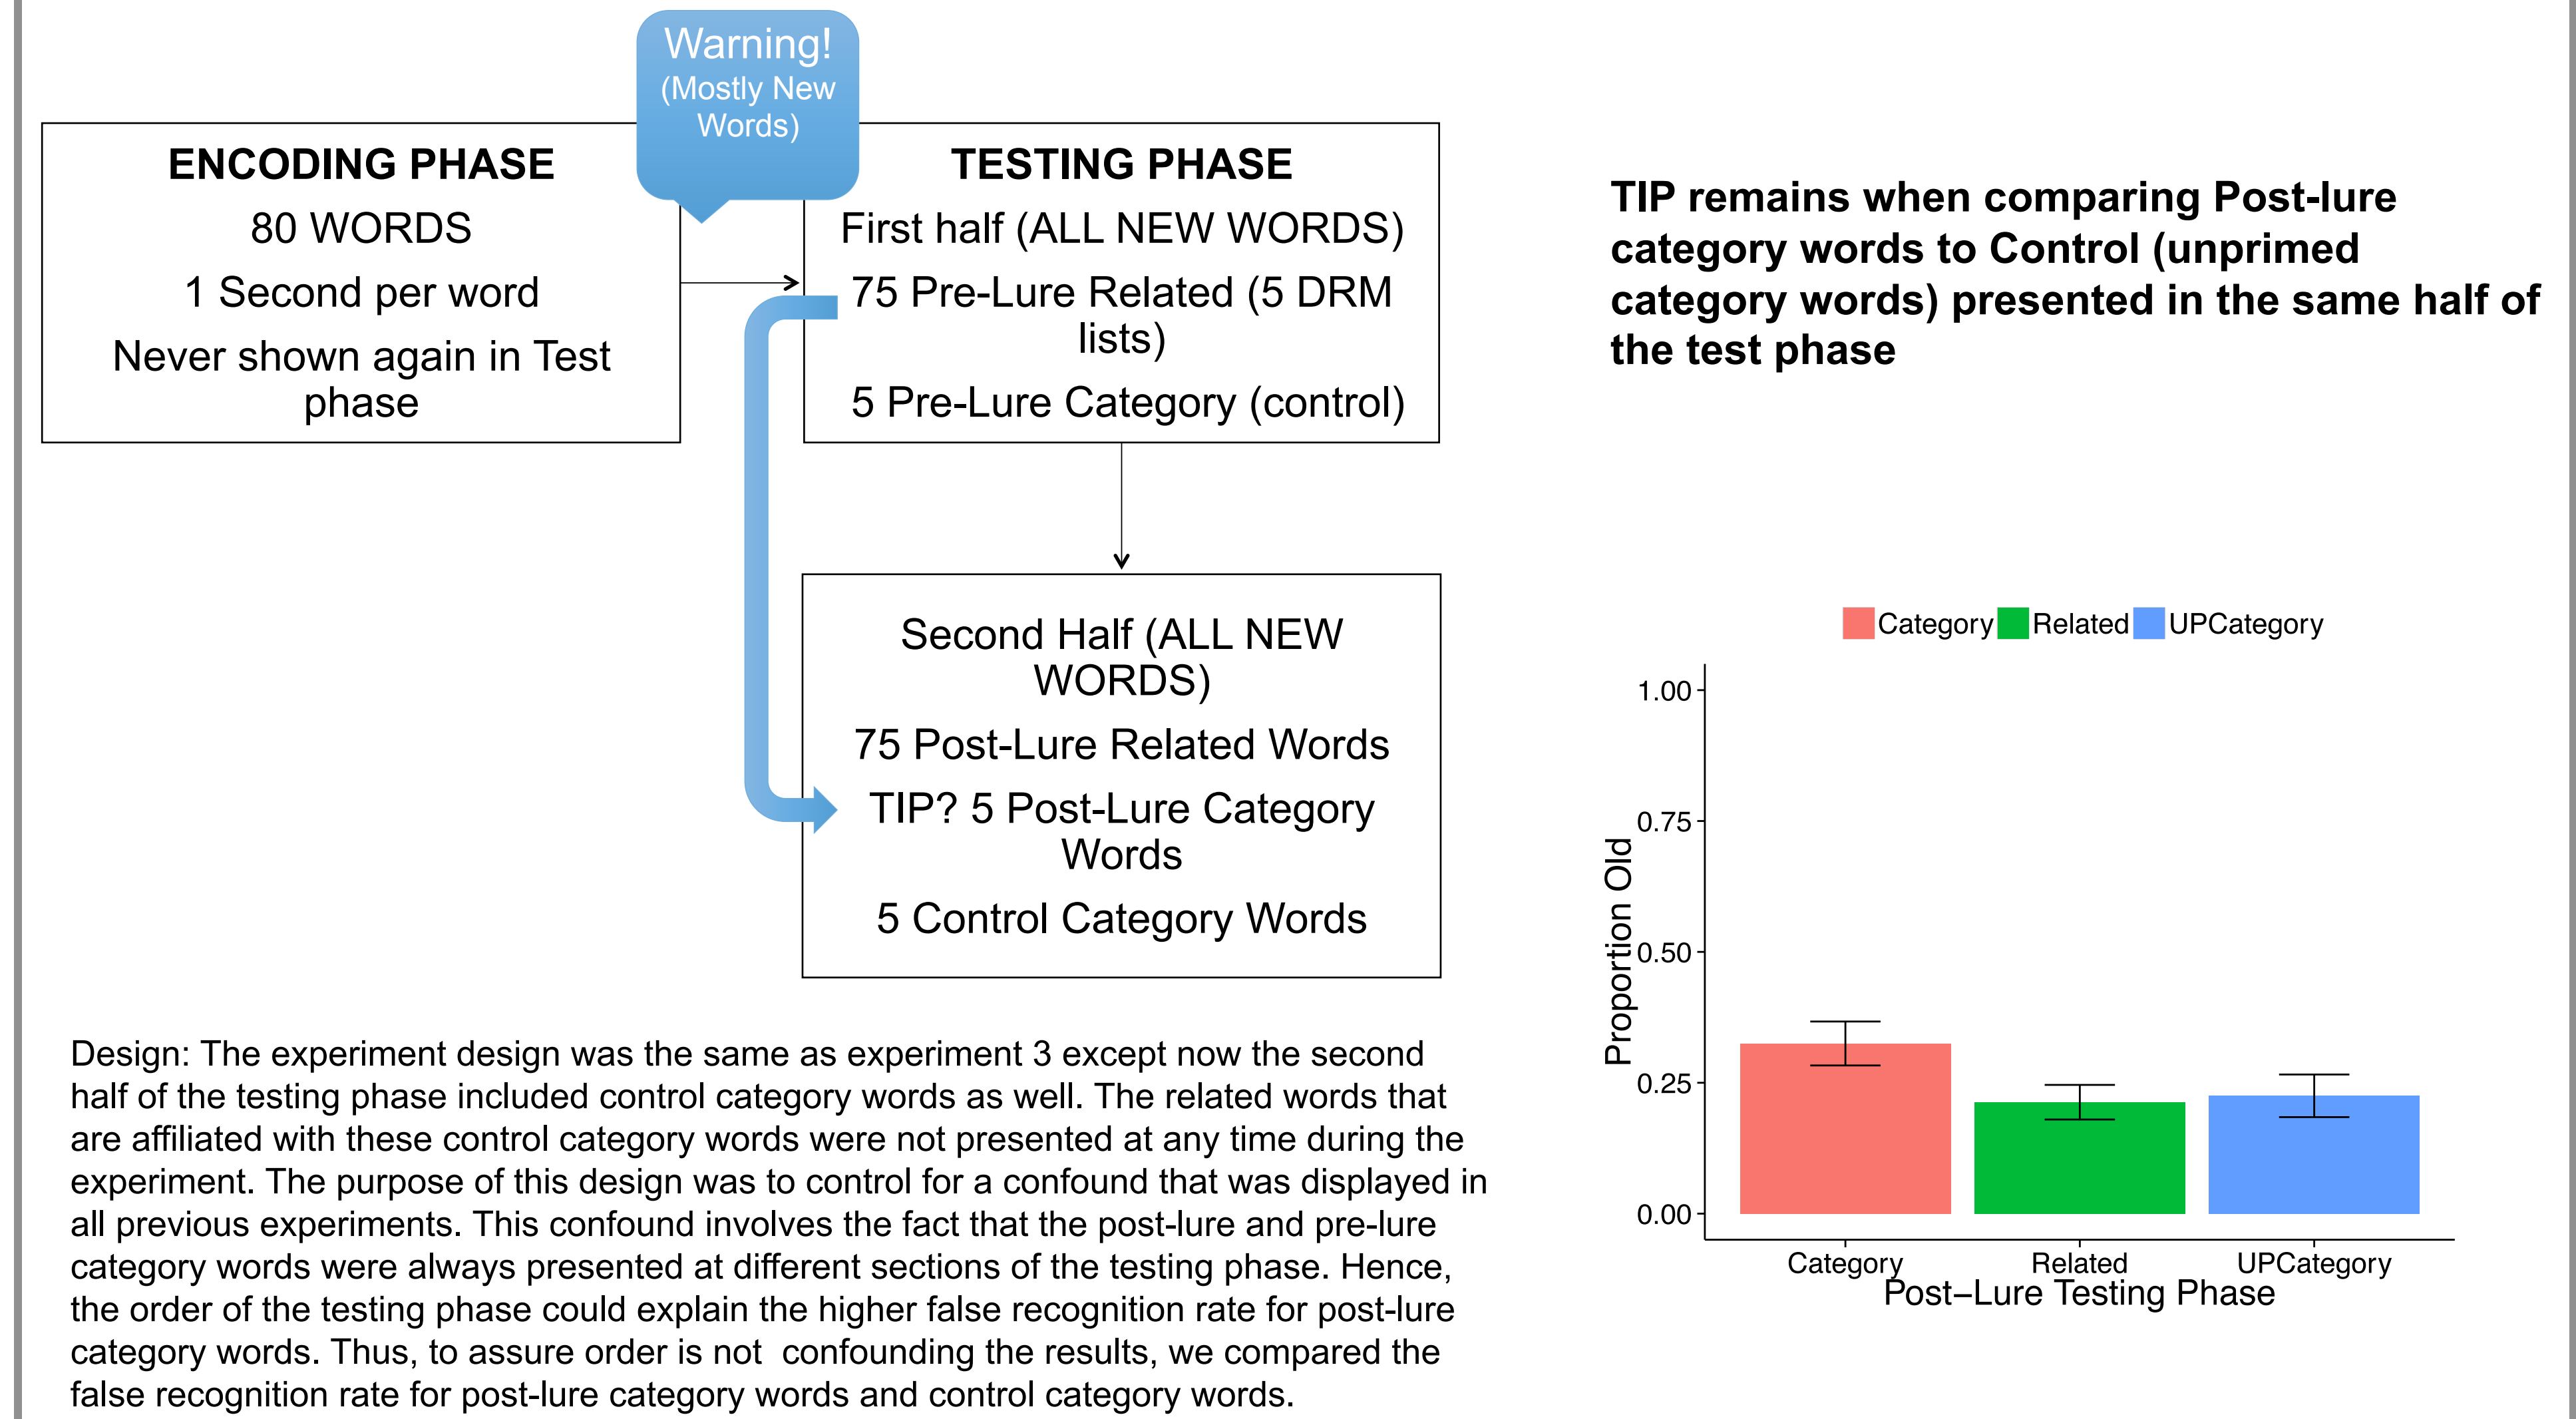 Warning!
(Mostly New
Words)
ENCODING PHASE
80 WORDS
1 Second per word
Never shown again in Test
phase
TESTING PHASE
First half (ALL NEW WORDS)
75 Pre-Lure Related (5 DRM
lists)
5 Pre-Lure Category (control)
Second Half (ALL NEW
WORDS)
75 Post-Lure Related Words
TIP? 5 Post-Lure Category
Words
5 Control Category Words
Design: The experiment design was the same as experiment 3 except now the second
half of the testing phase included control category words as well. The related words that
are affiliated with these control category words were not presented at any time during the
experiment. The purpose of this design was to control for a confound that was displayed in
all previous experiments. This confound involves the fact that the post-lure and pre-lure
category words were always presented at different sections of the testing phase. Hence,
the order of the testing phase could explain the higher false recognition rate for post-lure
category words. Thus, to assure order is not  confounding the results, we compared the
false recognition rate for post-lure category words and control category words.
TIP remains when comparing Post-lure
category words to Control (unprimed
category words) presented in the same half of
the test phase
Category Related UPCategory
Proportion Old
1.00
0.75
0.50
0.25
0.00
Category Related UPCategory
Post−Lure Testing Phase